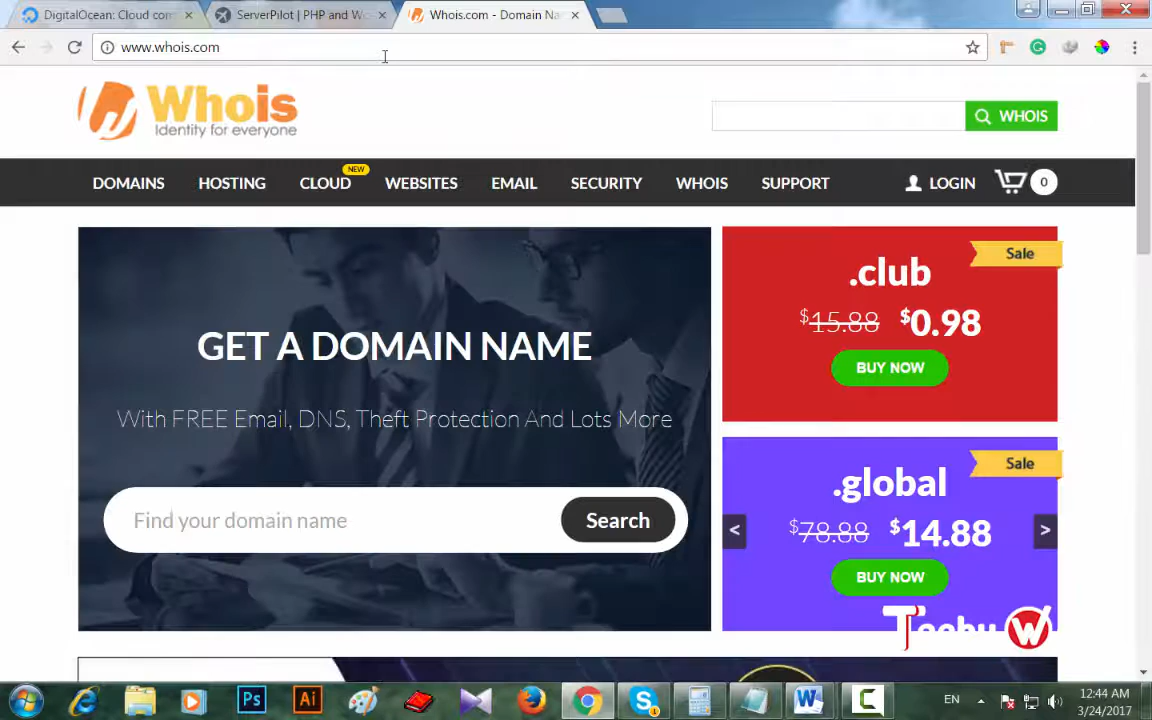 DigitalOcean: Cloud com
ServerPilot | PHP and Wo
Whois.com - Domain Na
www.whois.com
Whois
Identity for everyone
WHOIS
DOMAINS
HOSTING
CLOUD
NEW
WEBSITES
EMAIL
SECURITY
WHOIS
SUPPORT
LOGIN
0
GET A DOMAIN NAME
With FREE Email, DNS, Theft Protection And Lots More
Find your domain name
Search
Sale
.club
$15.88 $0.98
BUY NOW
Sale
.global
<
$78.88 $14.88
>
BUY NOW
Ps
Ai
S
W
C
EN
12:44 AM
3/24/2017